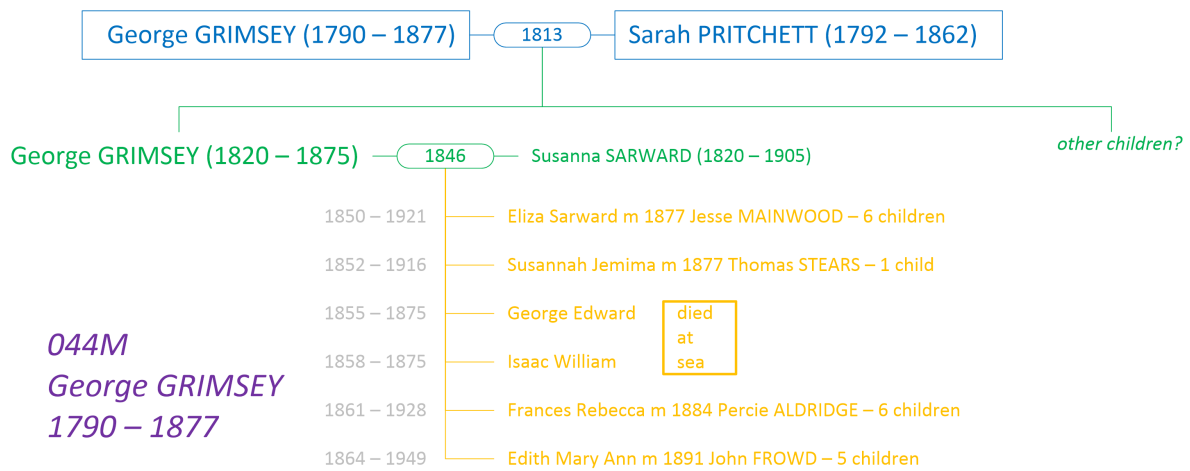 George GRIMSEY (1790 – 1877) 1813 Sarah PRITCHETT (1792 – 1862)
George GRIMSEY (1820 – 1875) 1846 Susanna SARWARD (1820 – 1905) other children?
1850 – 1921 Eliza Sarward m 1877 Jesse MAINWOOD – 6 children
1852 – 1916 Susannah Jemima m 1877 Thomas STEARS – 1 child
1855 – 1875 George Edward died
at
1858 – 1875 Isaac William sea
1861 – 1928 Frances Rebecca m 1884 Percie ALDRIDGE – 6 children
1864 – 1949 Edith Mary Ann m 1891 John FROWD – 5 children
044M
George GRIMSEY
1790 – 1877